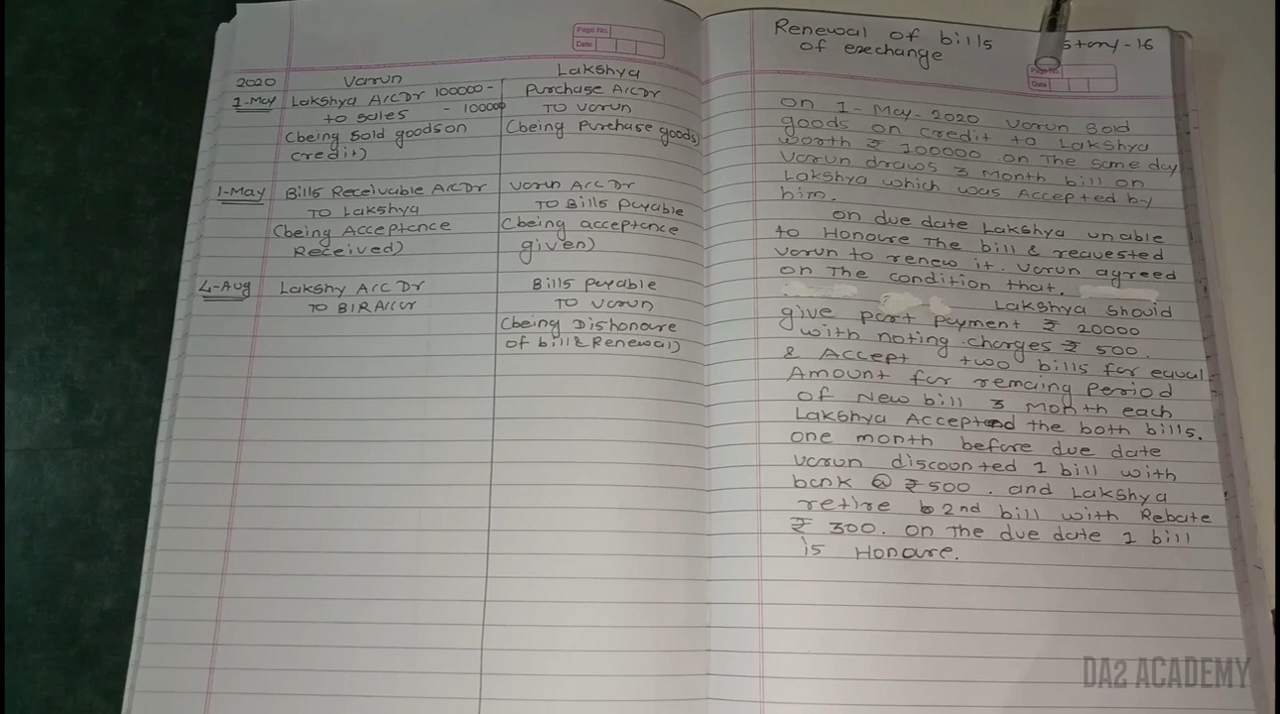 Page No.
Date
2020 Varun Lakshya
1-May Lakshya A/C Dr 100000-
to sales - 100000
(being sold goods on
credit)
Purchase A/C Dr
TO Varun
(being Purchase goods)
1-May Bills Receivable A/C Dr
TO Lakshya
(being Acceptence
Received)
Varun A/C Dr
TO Bills Payable
(being acceptence
given)
4-Aug Lakshy A/C Dr
TO BIRA/C
Bills Payable
TO Varun
(being Dishonoure
of bill & Renewal)
Renewal of bills
of exechange
story-16
Page No.
Date
on 1-May-2020 Varun sold
goods on credit to Lakshya
worth ₹ 100000 on The same day
Varun draws 3 month bill on
Lakshya which was Accepted by
him.
on due date Lakshya unable
to Honoure The bill & requested
Varun to renew it. Varun agreed
on The condition that.
Lakshya should
give part payment ₹ 20000
with noting charges ₹ 500.
& Accept two bills for equal
Amount for remaing Period
of New bill 3 Month each
Lakshya Accepted the both bills.
one month before due date
Varun discounted 1 bill with
bank @ ₹ 500. and Lakshya
retire 2nd bill with Rebate
₹ 300. on The due date 1 bill
is Honoure.
DA2 ACADEMY